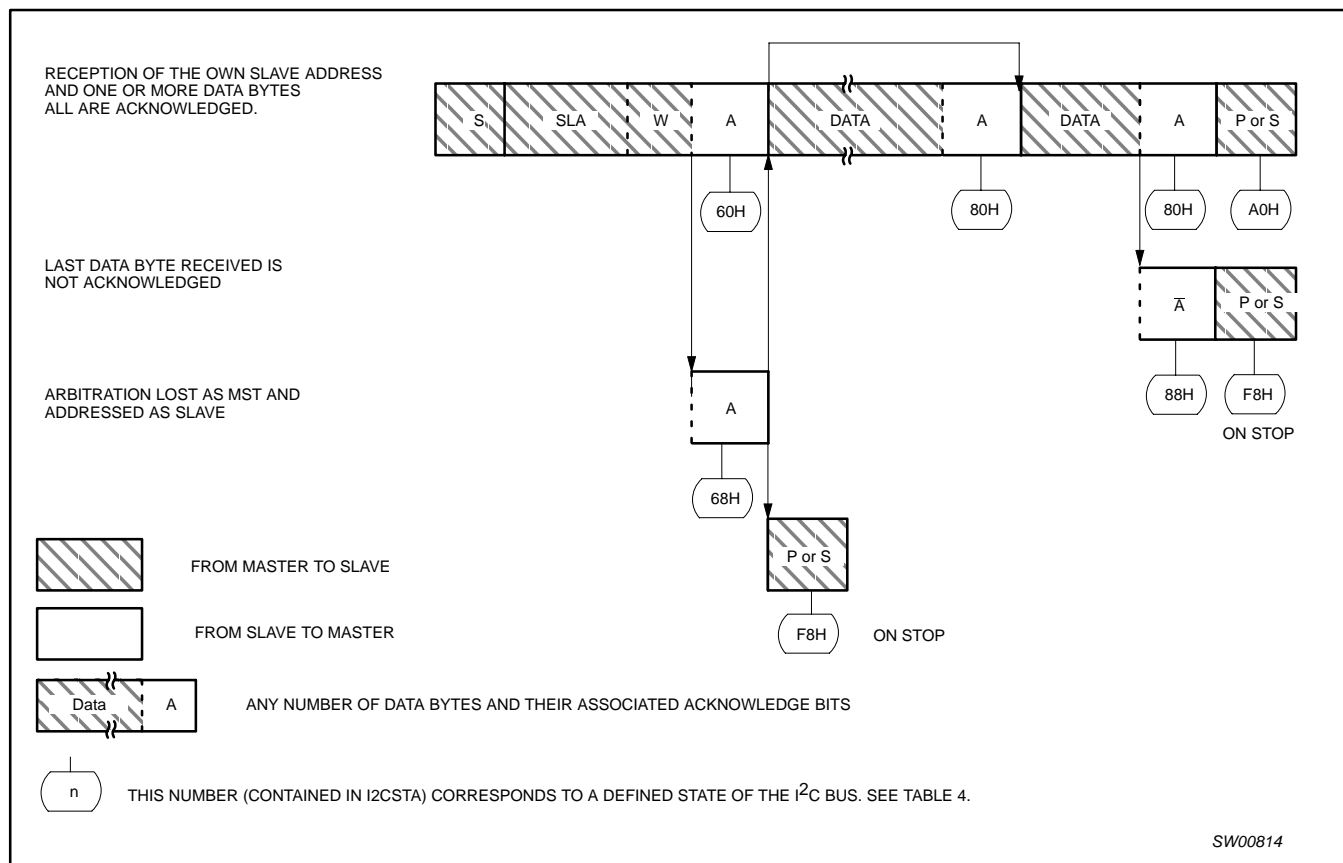 RECEPTION OF THE OWN SLAVE ADDRESS
AND ONE OR MORE DATA BYTES
ALL ARE ACKNOWLEDGED.
S SLA W A DATA A DATA A P or S
60H 80H 80H A0H
LAST DATA BYTE RECEIVED IS
NOT ACKNOWLEDGED
A̅ P or S
88H F8H
ON STOP
ARBITRATION LOST AS MST AND
ADDRESSED AS SLAVE
A
68H
P or S
F8H ON STOP
FROM MASTER TO SLAVE
FROM SLAVE TO MASTER
Data A ANY NUMBER OF DATA BYTES AND THEIR ASSOCIATED ACKNOWLEDGE BITS
n THIS NUMBER (CONTAINED IN I2CSTA) CORRESPONDS TO A DEFINED STATE OF THE I²C BUS. SEE TABLE 4.
SW00814